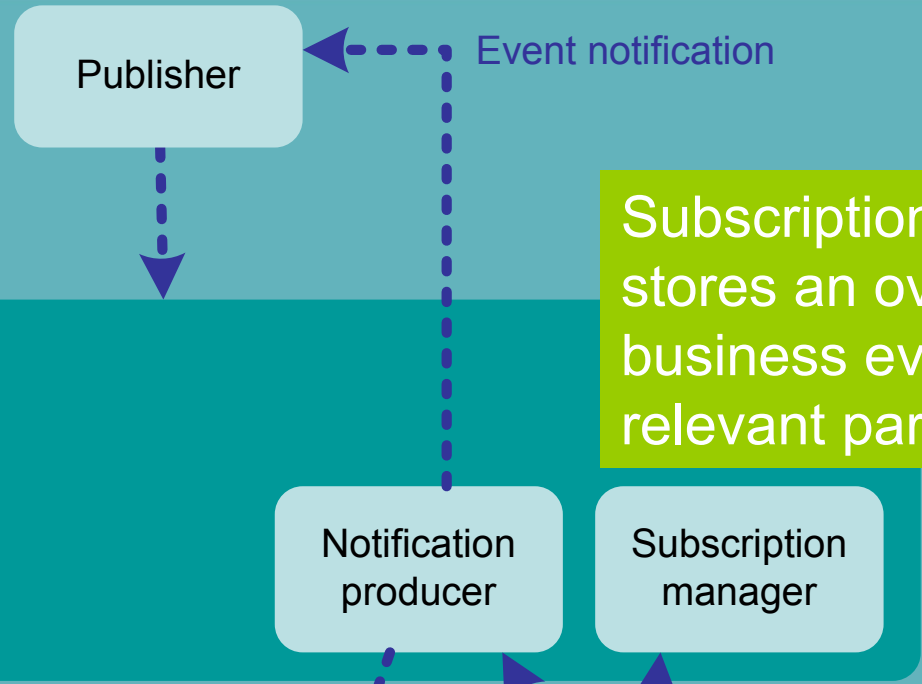 Publisher
Event notification
Subscription
stores an ov
business ev
relevant par
Notification
producer
Subscription
manager